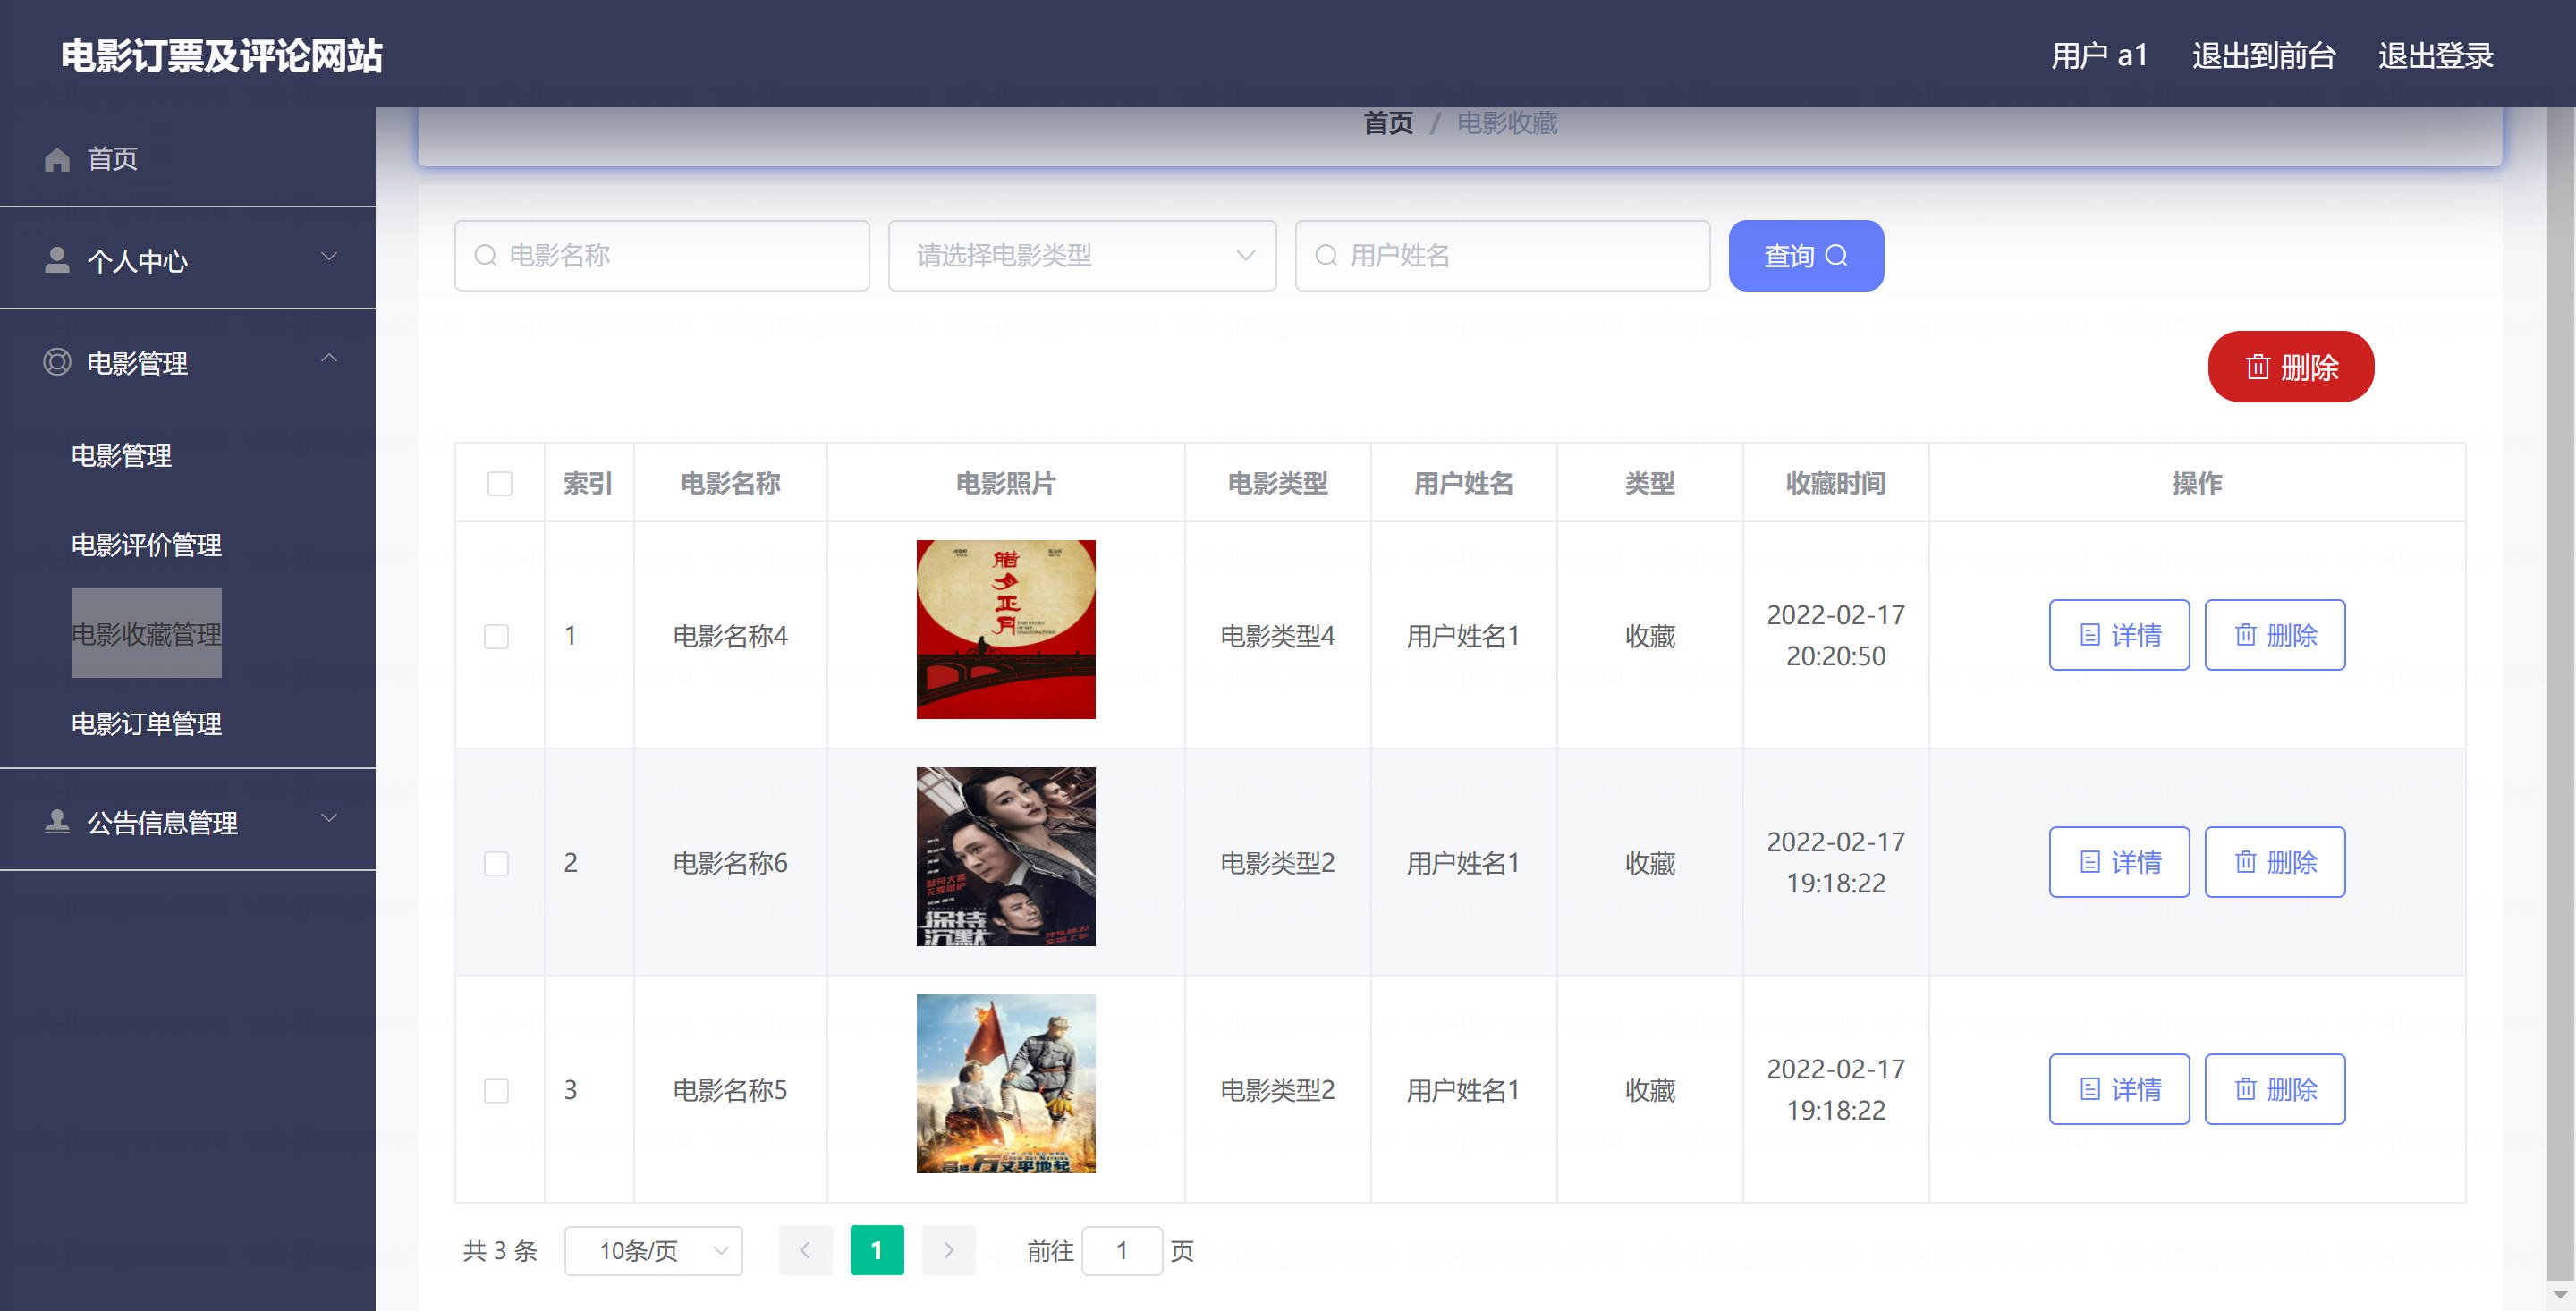 电影订票及评论网站
用户 a1 退出到前台 退出登录
首页 / 电影收藏
首页
个人中心
电影管理
电影管理
电影评价管理
电影收藏管理
电影订单管理
公告信息管理
电影名称 请选择电影类型 用户姓名 查询
删除
索引 电影名称 电影照片 电影类型 用户姓名 类型 收藏时间 操作
腊夕正月
1 电影名称4 电影类型4 用户姓名1 收藏 2022-02-17 20:20:50 详情 删除
保持沉默
2 电影名称6 电影类型2 用户姓名1 收藏 2022-02-17 19:18:22 详情 删除
万丈平地起
3 电影名称5 电影类型2 用户姓名1 收藏 2022-02-17 19:18:22 详情 删除
共 3 条 10条/页 1 前往 1 页